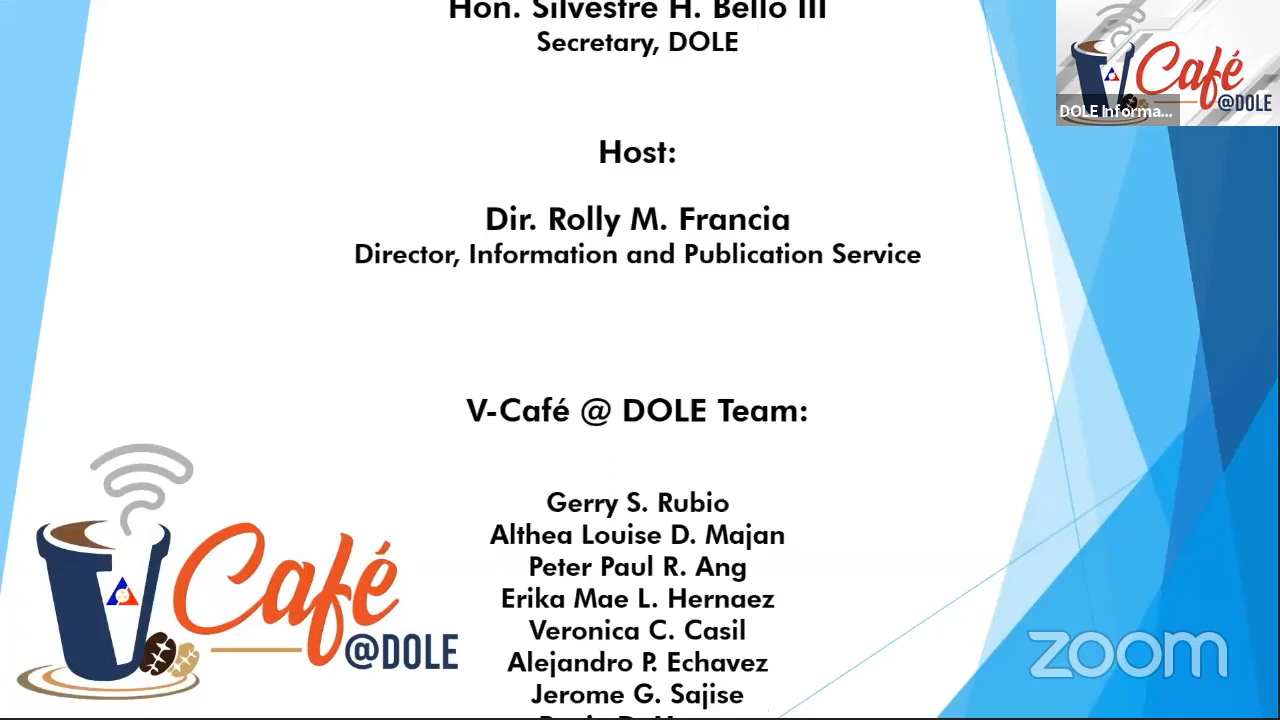 Hon. Silvestre H. Bello III
Secretary, DOLE
Café
@DOLE
DOLE Informa...
Host:
Dir. Rolly M. Francia
Director, Information and Publication Service
V-Café @ DOLE Team:
Gerry S. Rubio
Althea Louise D. Majan
Peter Paul R. Ang
Erika Mae L. Hernaez
Veronica C. Casil
Alejandro P. Echavez
Jerome G. Sajise
V Café
@DOLE
zoom